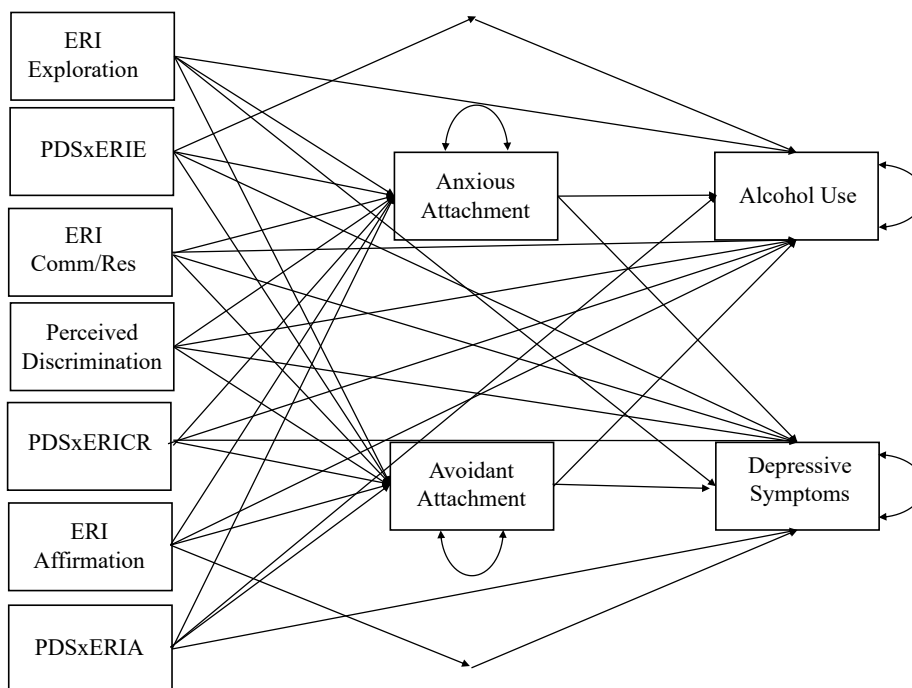 ERI
Exploration
PDSxERIE
ERI
Comm/Res
Perceived
Discrimination
PDSxERICR
ERI
Affirmation
PDSxERIA
Anxious
Attachment
Avoidant
Attachment
Alcohol Use
Depressive
Symptoms